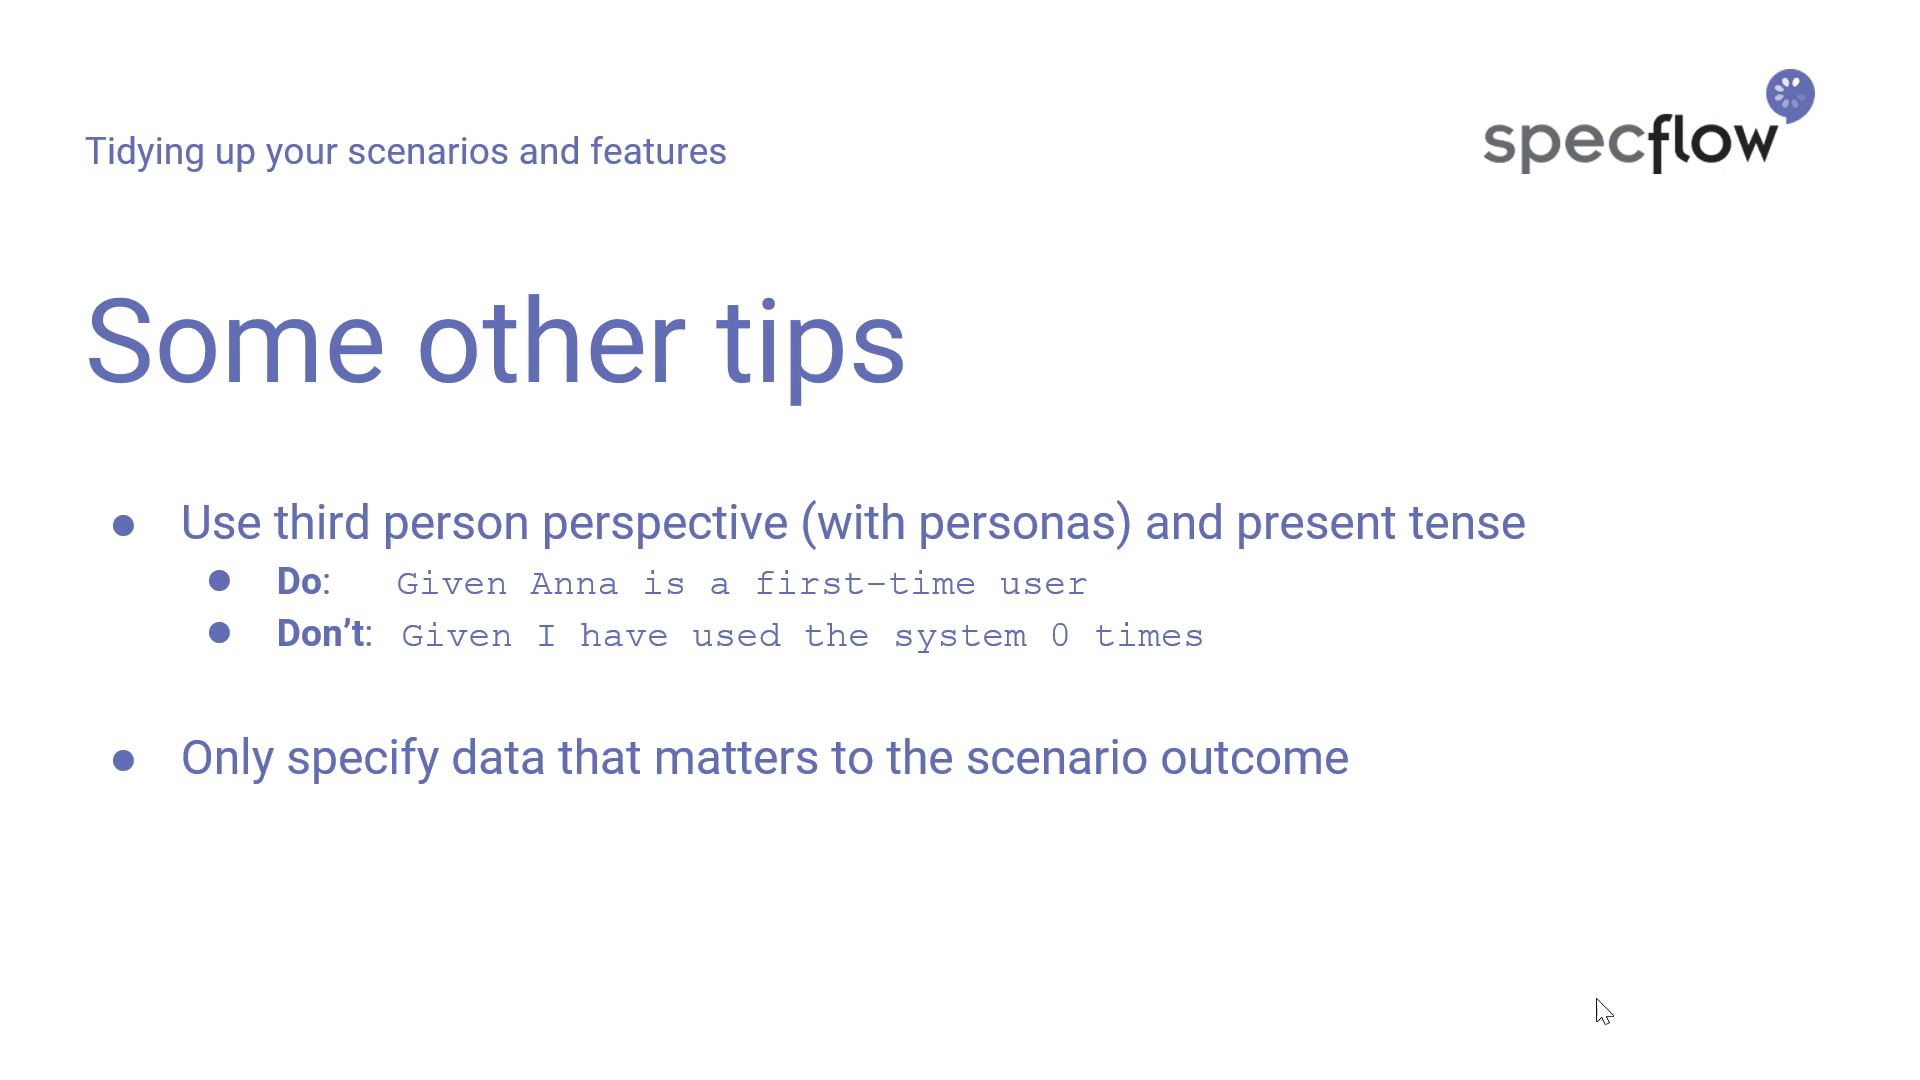 Tidying up your scenarios and features
specflow
Some other tips
● Use third person perspective (with personas) and present tense
● Do: Given Anna is a first-time user
● Don’t: Given I have used the system 0 times
● Only specify data that matters to the scenario outcome